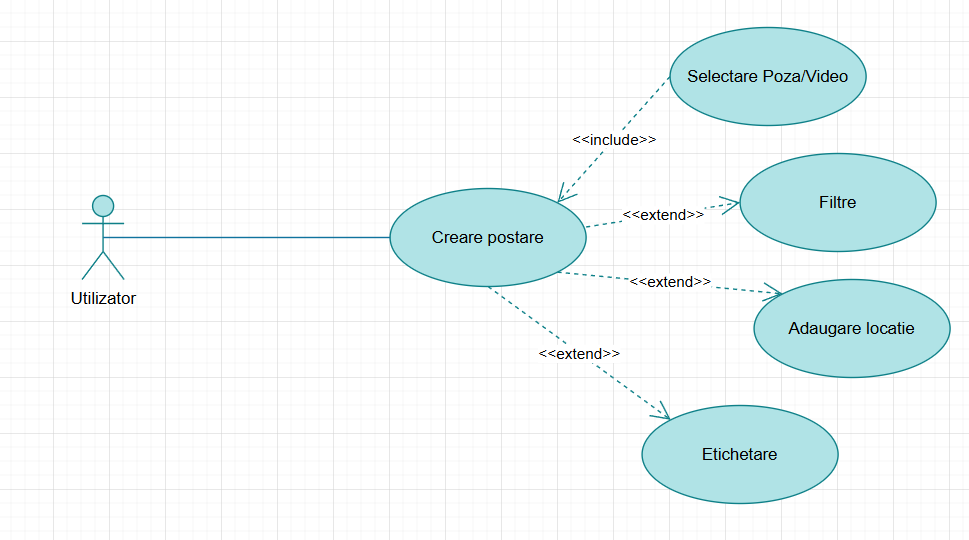 Selectare Poza/Video
<<include>>
Filtre
<<extend>>
Creare postare
<<extend>>
Utilizator
Adaugare locatie
<<extend>>
Etichetare